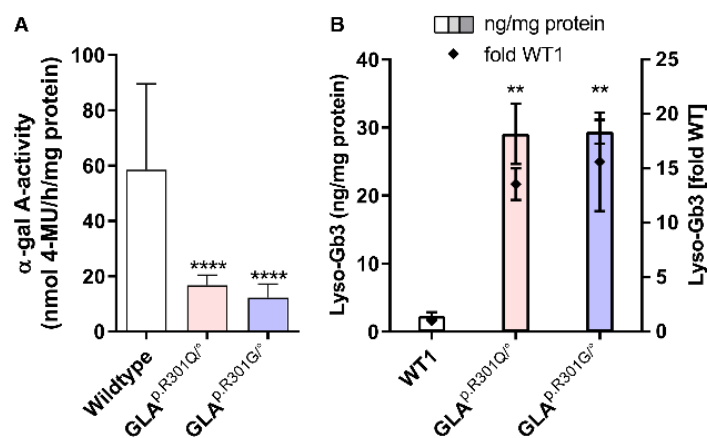 A
α-gal A-activity
(nmol 4-MU/h/mg protein)
100
80
60
40
20
0
****
****
Wildtype
GLAp.R301Q/°
GLAp.R301G/°
B
ng/mg protein
fold WT1
Lyso-Gb3 (ng/mg protein)
40
30
20
10
0
**
**
25
20
15
10
5
0
Lyso-Gb3 [fold WT]
WT1
GLAp.R301Q/°
GLAp.R301G/°